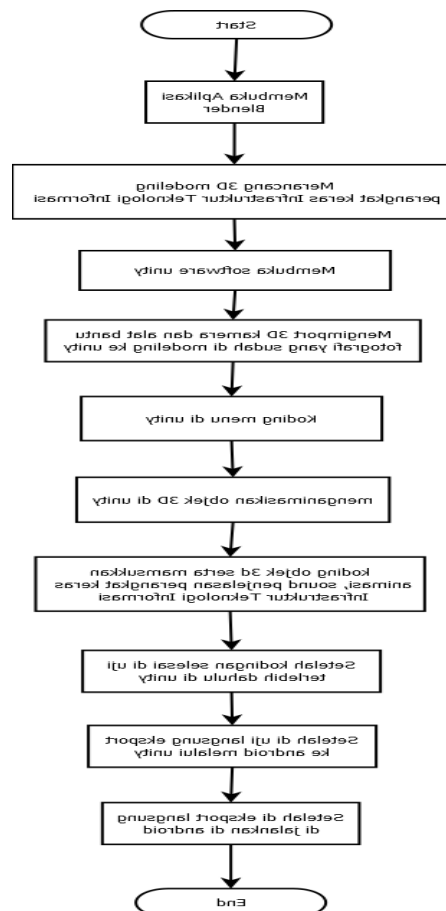 Start
Membuka Aplikasi
Blender
Merancang 3D modeling
perangkat keras Infrastruktur Teknologi Informasi
Membuka software unity
Mengimport 3D kamera dan alat bantu
fotografi yang sudah di modeling ke unity
Koding menu di unity
menganimasikan objek 3D di unity
koding objek 3d serta mamsukkan
animasi, sound penjelasan perangkat keras
Infrastruktur Teknologi Informasi
Setelah kodingan selesai di uji
terlebih dahulu di unity
Setelah di uji langsung eksport
ke android melalui unity
Setelah di eksport langsung
di jalankan di android
End